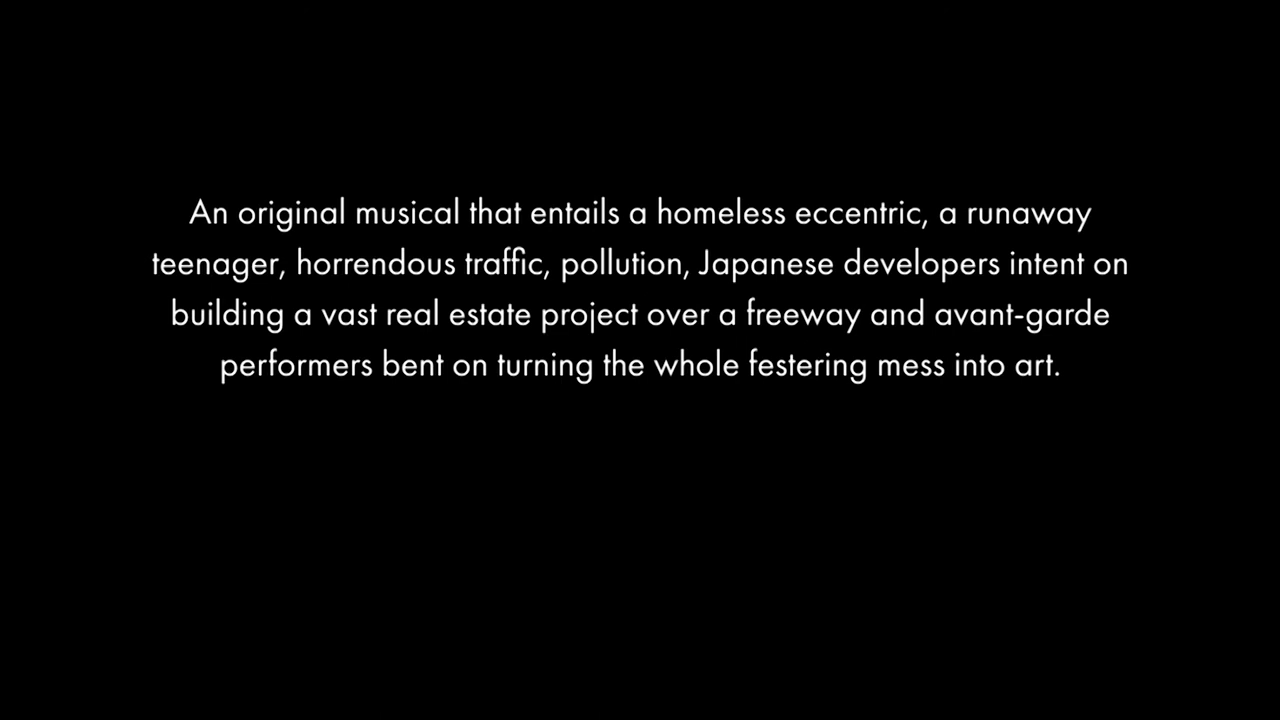 An original musical that entails a homeless eccentric, a runaway
teenager, horrendous traffic, pollution, Japanese developers intent on
building a vast real estate project over a freeway and avant-garde
performers bent on turning the whole festering mess into art.